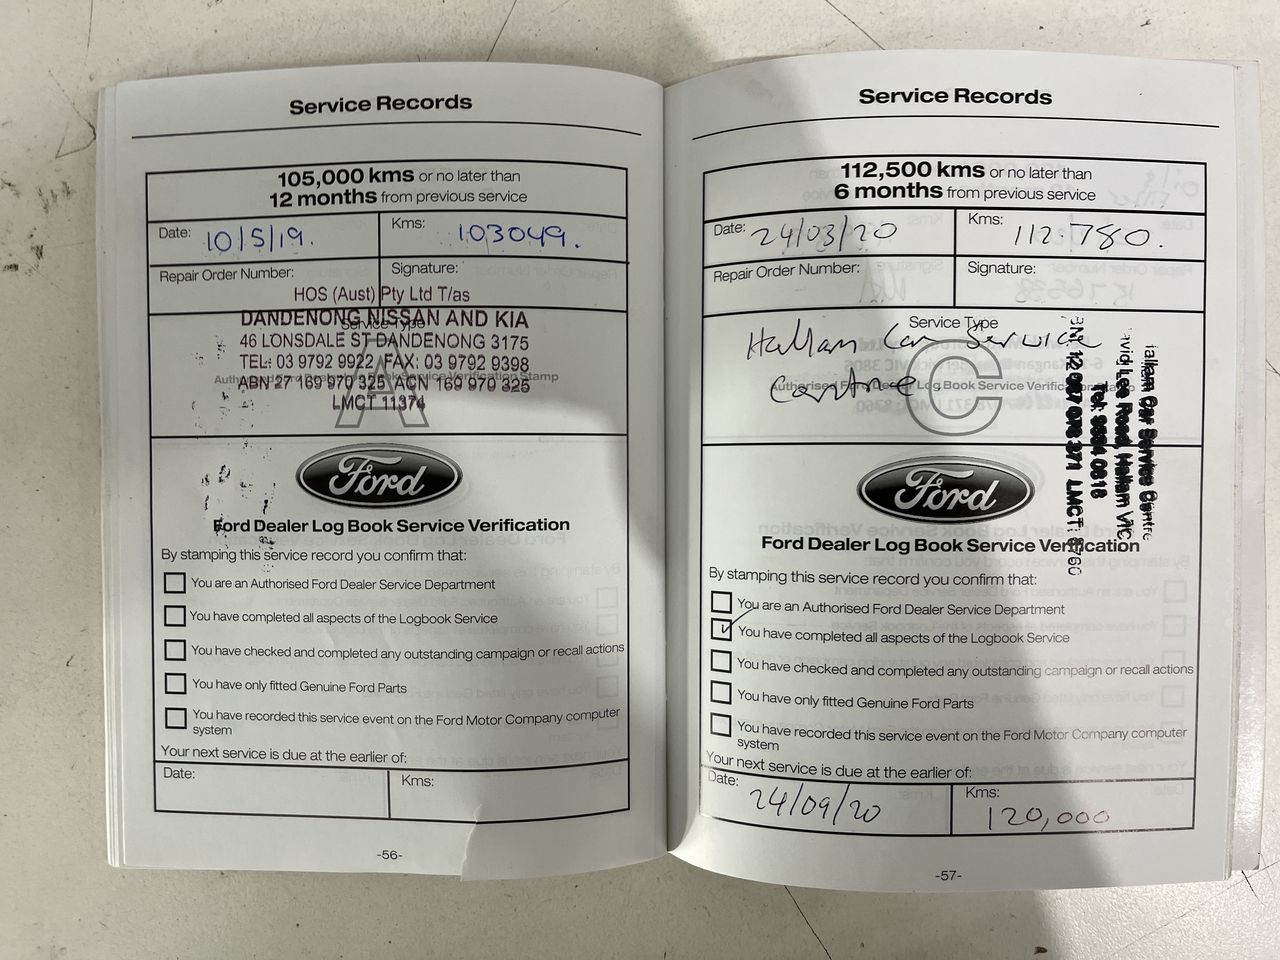 Service Records
105,000 kms or no later than
12 months from previous service
Date: 10/5/19.
Kms: 103049.
Repair Order Number:
Signature:
HOS (Aust) Pty Ltd T/as
DANDENONG NISSAN AND KIA
Service Type
46 LONSDALE ST DANDENONG 3175
TEL: 03 9792 9922 FAX: 03 9792 9398
A
Book Service Verification Stamp
ABN 27 169 970 325 ACN 169 970 325
LMCT 11374
Ford
Ford Dealer Log Book Service Verification
By stamping this service record you confirm that:
You are an Authorised Ford Dealer Service Department
You have completed all aspects of the Logbook Service
You have checked and completed any outstanding campaign or recall actions
You have only fitted Genuine Ford Parts
You have recorded this service event on the Ford Motor Company computer
system
Your next service is due at the earlier of:
Date:
Kms:
-56-
Service Records
112,500 kms or no later than
6 months from previous service
Date: 24/03/20
Kms: 112.780.
Repair Order Number:
Signature:
Service Type
Hallam Car Service
Centre
C
Authorised Log Book Service
Car Service Centre
Lee Road, Hallam VIC
Tel:
LMCT:
Ford
Ford Dealer Log Book Service Verification
By stamping this service record you confirm that:
You are an Authorised Ford Dealer Service Department
You have completed all aspects of the Logbook Service
You have checked and completed any outstanding campaign or recall actions
You have only fitted Genuine Ford Parts
You have recorded this service event on the Ford Motor Company computer
system
Your next service is due at the earlier of:
Date: 24/09/20
Kms: 120,000
-57-